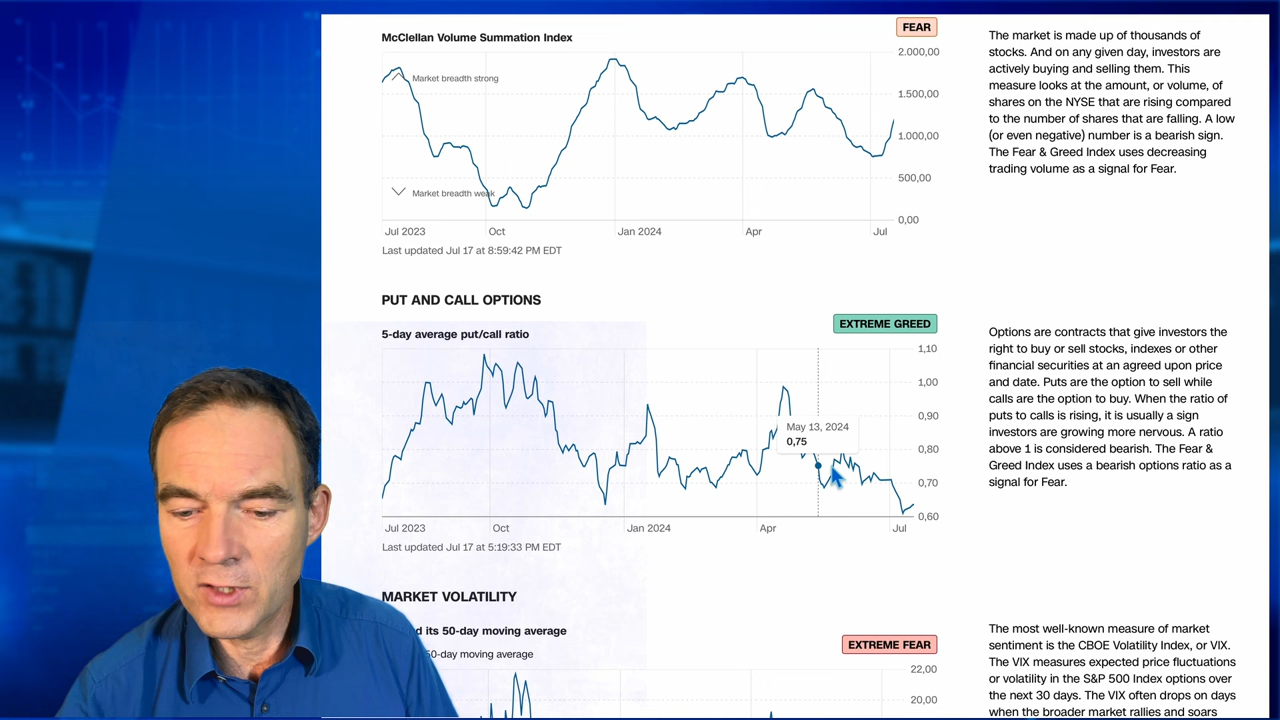 FEAR
McClellan Volume Summation Index
2.000,00
Market breadth strong
1.500,00
1.000,00
500,00
Market breadth weak
0,00
Jul 2023
Oct
Jan 2024
Apr
Jul
Last updated Jul 17 at 8:59:42 PM EDT
The market is made up of thousands of
stocks. And on any given day, investors are
actively buying and selling them. This
measure looks at the amount, or volume, of
shares on the NYSE that are rising compared
to the number of shares that are falling. A low
(or even negative) number is a bearish sign.
The Fear & Greed Index uses decreasing
trading volume as a signal for Fear.
PUT AND CALL OPTIONS
EXTREME GREED
5-day average put/call ratio
1,10
1,00
0,90
May 13, 2024
0,75
0,80
0,70
0,60
Jul 2023
Oct
Jan 2024
Apr
Jul
Last updated Jul 17 at 5:19:33 PM EDT
Options are contracts that give investors the
right to buy or sell stocks, indexes or other
financial securities at an agreed upon price
and date. Puts are the option to sell while
calls are the option to buy. When the ratio of
puts to calls is rising, it is usually a sign
investors are growing more nervous. A ratio
above 1 is considered bearish. The Fear &
Greed Index uses a bearish options ratio as a
signal for Fear.
MARKET VOLATILITY
its 50-day moving average
EXTREME FEAR
50-day moving average
22,00
20,00
The most well-known measure of market
sentiment is the CBOE Volatility Index, or VIX.
The VIX measures expected price fluctuations
or volatility in the S&P 500 Index options over
the next 30 days. The VIX often drops on days
when the broader market rallies and soars